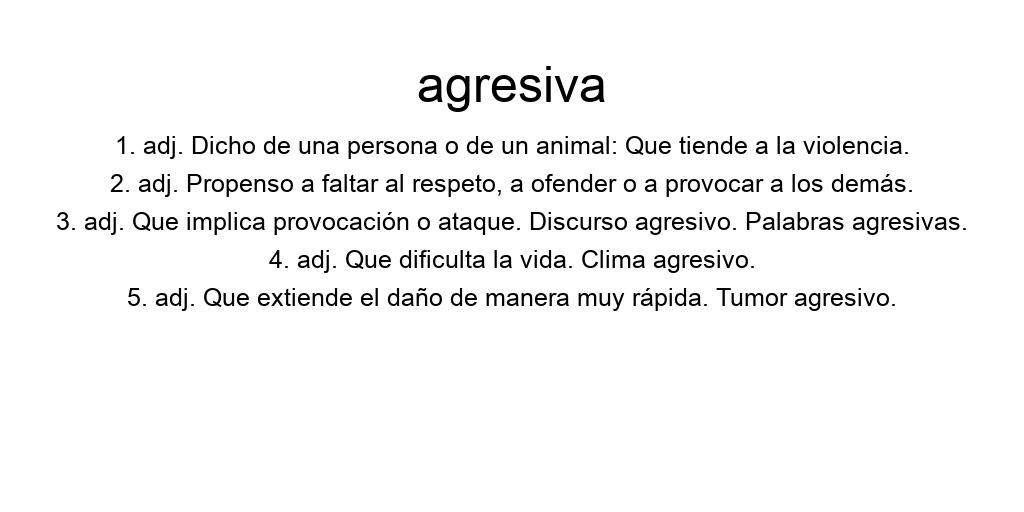 agresiva
1. adj. Dicho de una persona o de un animal: Que tiende a la violencia.
2. adj. Propenso a faltar al respeto, a ofender o a provocar a los demás.
3. adj. Que implica provocación o ataque. Discurso agresivo. Palabras agresivas.
4. adj. Que dificulta la vida. Clima agresivo.
5. adj. Que extiende el daño de manera muy rápida. Tumor agresivo.